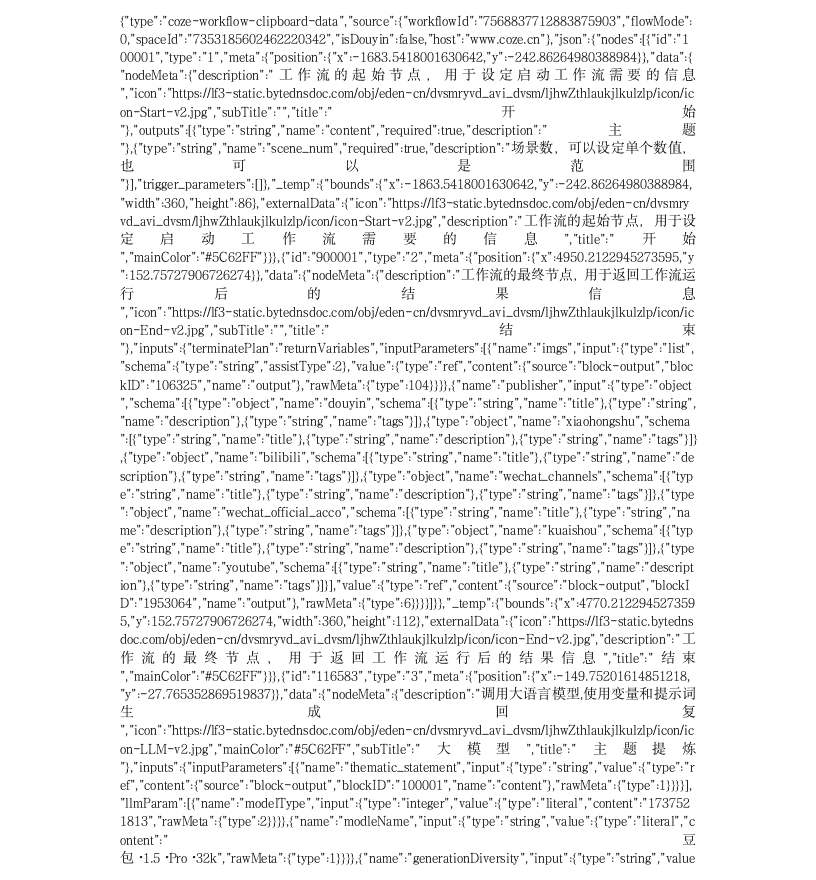 {"type":"coze-workflow-clipboard-data","source":{"workflowId":"7568837712883875903","flowMode":
0,"spaceId":"7353185602462220342","isDouyin":false,"host":"www.coze.cn"},"json":{"nodes":[{"id":"1
00001","type":"1","meta":{"position":{"x":-1683.5418001630642,"y":-242.86264980388984}},"data":{
"nodeMeta":{"description":"工作流的起始节点，用于设定启动工作流需要的信息
","icon":"https://lf3-static.bytednsdoc.com/obj/eden-cn/dvsmryvd_avi_dvsm/ljhwZthlaukjlkulzlp/icon/ic
on-Start-v2.jpg","subTitle":"","title":"开始
"},"outputs":[{"type":"string","name":"content","required":true,"description":"主题
"},{"type":"string","name":"scene_num","required":true,"description":"场景数，可以设定单个数值，
也可以是范围
"}],"trigger_parameters":[]},"_temp":{"bounds":{"x":-1863.5418001630642,"y":-242.86264980388984,
"width":360,"height":86},"externalData":{"icon":"https://lf3-static.bytednsdoc.com/obj/eden-cn/dvsmry
vd_avi_dvsm/ljhwZthlaukjlkulzlp/icon/icon-Start-v2.jpg","description":"工作流的起始节点，用于设
定启动工作流需要的信息","title":"开始
","mainColor":"#5C62FF"}}},{"id":"900001","type":"2","meta":{"position":{"x":4950.2122945273595,"y
":152.75727906726274}},"data":{"nodeMeta":{"description":"工作流的最终节点，用于返回工作流运
行后的结果信息
","icon":"https://lf3-static.bytednsdoc.com/obj/eden-cn/dvsmryvd_avi_dvsm/ljhwZthlaukjlkulzlp/icon/ic
on-End-v2.jpg","subTitle":"","title":"结束
"},"inputs":{"terminatePlan":"returnVariables","inputParameters":[{"name":"imgs","input":{"type":"list",
"schema":{"type":"string","assistType":2},"value":{"type":"ref","content":{"source":"block-output","bloc
kID":"106325","name":"output"},"rawMeta":{"type":104}}}},{"name":"publisher","input":{"type":"object
","schema":[{"type":"object","name":"douyin","schema":[{"type":"string","name":"title"},{"type":"string",
"name":"description"},{"type":"string","name":"tags"}]},{"type":"object","name":"xiaohongshu","schema
":[{"type":"string","name":"title"},{"type":"string","name":"description"},{"type":"string","name":"tags"}]}
,{"type":"object","name":"bilibili","schema":[{"type":"string","name":"title"},{"type":"string","name":"de
scription"},{"type":"string","name":"tags"}]},{"type":"object","name":"wechat_channels","schema":[{"typ
e":"string","name":"title"},{"type":"string","name":"description"},{"type":"string","name":"tags"}]},{"type
":"object","name":"wechat_official_acco","schema":[{"type":"string","name":"title"},{"type":"string","na
me":"description"},{"type":"string","name":"tags"}]},{"type":"object","name":"kuaishou","schema":[{"typ
e":"string","name":"title"},{"type":"string","name":"description"},{"type":"string","name":"tags"}]},{"type
":"object","name":"youtube","schema":[{"type":"string","name":"title"},{"type":"string","name":"descript
ion"},{"type":"string","name":"tags"}]}],"value":{"type":"ref","content":{"source":"block-output","blockI
D":"1953064","name":"output"},"rawMeta":{"type":6}}}}]}},"_temp":{"bounds":{"x":4770.212294527359
5,"y":152.75727906726274,"width":360,"height":112},"externalData":{"icon":"https://lf3-static.bytedns
doc.com/obj/eden-cn/dvsmryvd_avi_dvsm/ljhwZthlaukjlkulzlp/icon/icon-End-v2.jpg","description":"工
作流的最终节点，用于返回工作流运行后的结果信息","title":"结束
","mainColor":"#5C62FF"}}},{"id":"116583","type":"3","meta":{"position":{"x":-149.75201614851218,
"y":-27.765352869519837}},"data":{"nodeMeta":{"description":"调用大语言模型,使用变量和提示词
生成回复
","icon":"https://lf3-static.bytednsdoc.com/obj/eden-cn/dvsmryvd_avi_dvsm/ljhwZthlaukjlkulzlp/icon/ic
on-LLM-v2.jpg","mainColor":"#5C62FF","subTitle":"大模型","title":"主题提炼
"},"inputs":{"inputParameters":[{"name":"thematic_statement","input":{"type":"string","value":{"type":"r
ef","content":{"source":"block-output","blockID":"100001","name":"content"},"rawMeta":{"type":1}}}}],
"llmParam":[{"name":"modelType","input":{"type":"integer","value":{"type":"literal","content":"173752
1813","rawMeta":{"type":2}}}},{"name":"modleName","input":{"type":"string","value":{"type":"literal","c
ontent":"豆
包·1.5·Pro·32k","rawMeta":{"type":1}}}},{"name":"generationDiversity","input":{"type":"string","value